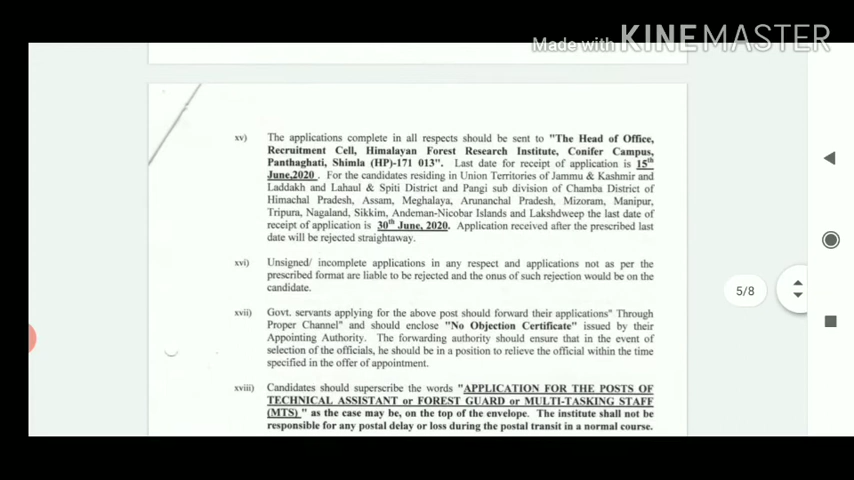 Made with KINEMASTER
xv) The applications complete in all respects should be sent to "The Head of Office,
Recruitment Cell, Himalayan Forest Research Institute, Conifer Campus,
Panthaghati, Shimla (HP)-171 013". Last date for receipt of application is 15th
June,2020 . For the candidates residing in Union Territories of Jammu & Kashmir and
Laddakh and Lahaul & Spiti District and Pangi sub division of Chamba District of
Himachal Pradesh, Assam, Meghalaya, Arunanchal Pradesh, Mizoram, Manipur,
Tripura, Nagaland, Sikkim, Andeman-Nicobar Islands and Lakshdweep the last date of
receipt of application is 30th June, 2020. Application received after the prescribed last
date will be rejected straightaway.
xvi) Unsigned/ incomplete applications in any respect and applications not as per the
prescribed format are liable to be rejected and the onus of such rejection would be on the
candidate.
xvii) Govt. servants applying for the above post should forward their applications" Through
Proper Channel" and should enclose "No Objection Certificate" issued by their
Appointing Authority. The forwarding authority should ensure that in the event of
selection of the officials, he should be in a position to relieve the official within the time
specified in the offer of appointment.
xviii) Candidates should superscribe the words "APPLICATION FOR THE POSTS OF
TECHNICAL ASSISTANT or FOREST GUARD or MULTI-TASKING STAFF
(MTS) " as the case may be, on the top of the envelope. The institute shall not be
responsible for any postal delay or loss during the postal transit in a normal course.
5/8